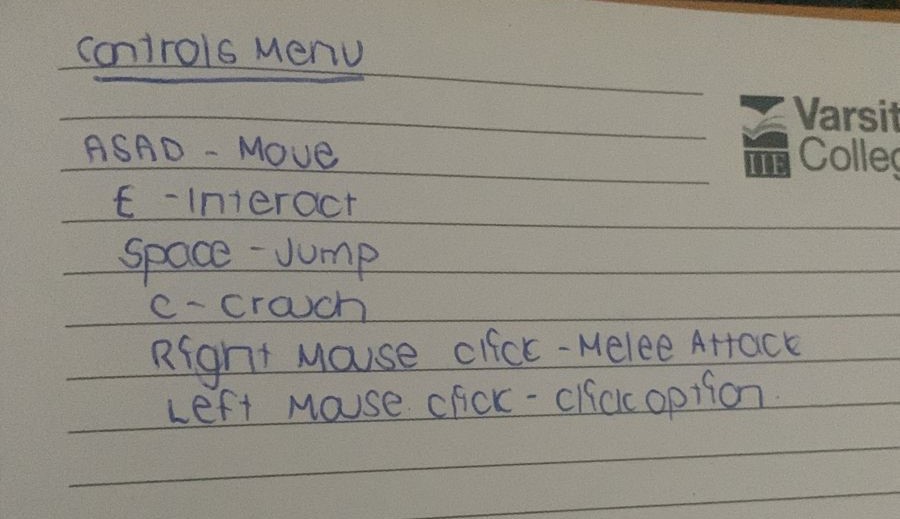 Controls Menu
Varsit
Colleg
IIE
ASAD - Move
E - Interact
Space - Jump
C - Crouch
Right Mouse click - Melee Attack
Left Mouse click - click option.